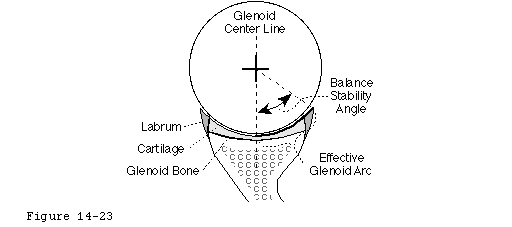 Glenoid
Center Line
Balance
Stability
Angle
Labrum
Cartilage
Glenoid Bone
Effective
Glenoid Arc
Figure 14-23